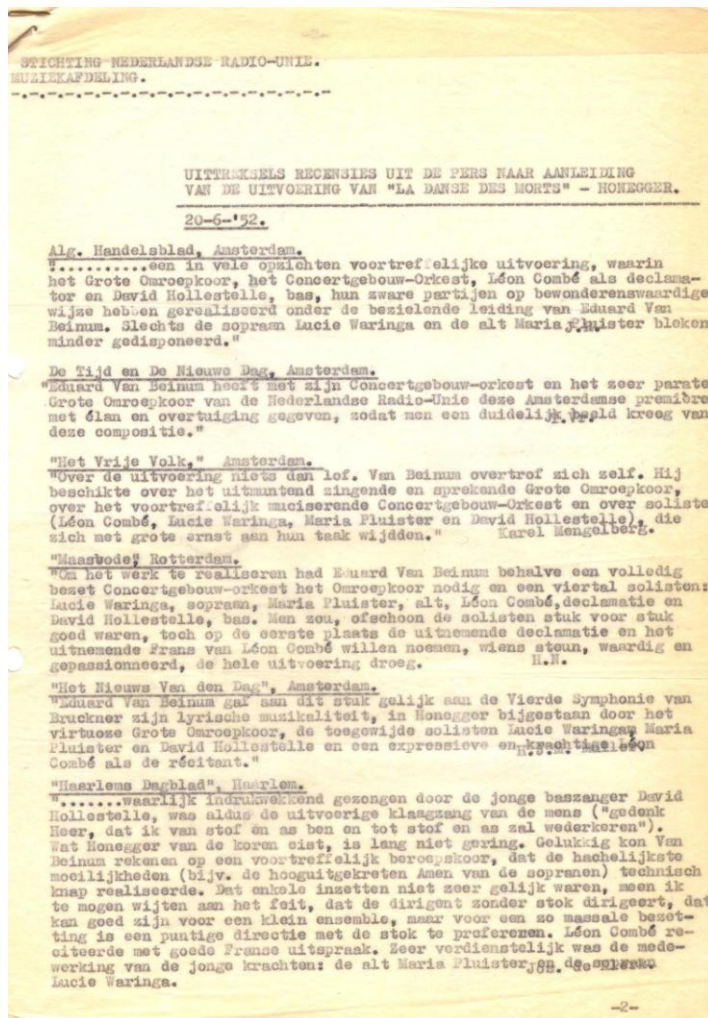 -2-
STICHTING NEDERLANDSE RADIO-UNIE.
MUZIEKAFDELING.
-.-.-.-.-.-.-.-.-.-.-.-.-.-.-.-.-
UITTREKSELS RECENSIES UIT DE PERS NAAR AANLEIDING
VAN DE UITVOERING VAN "LA DANSE DES MORTS" - HONEGGER.
20-6-'52.
Alg. Handelsblad, Amsterdam.
"..........een in vele opzichten voortreffelijke uitvoering, waarin
het Grote Omroepkoor, het Concertgebouw-Orkest, Léon Combé als declama-
tor en David Hollestelle, bas, hun zware partijen op bewonderenswaardige
wijze hebben gerealiseerd onder de bezielende leiding van Eduard Van
Beinum. Slechts de sopraan Lucie Waringa en de alt Maria Pluister bleken
minder gedisponeerd."
De Tijd en De Nieuwe Dag, Amsterdam.
"Eduard Van Beinum heeft met zijn Concertgebouw-orkest en het zeer parate
Grote Omroepkoor van de Nederlandse Radio-Unie deze Amsterdamse première
met élan en overtuiging gegeven, zodat men een duidelijk beeld kreeg van
deze compositie."
"Het Vrije Volk," Amsterdam.
"Over de uitvoering niets dan lof. Van Beinum overtrof zich zelf. Hij
beschikte over het uitmuntend zingende en sprekende Grote Omroepkoor,
over het voortreffelijk muciserende Concertgebouw-Orkest en over soliste
(Léon Combé, Lucie Waringa, Maria Pluister en David Hollestelle), die
zich met grote ernst aan hun taak wijdden." Karel Mengelberg.
"Maasbode" Rotterdam.
"Om het werk te realiseren had Eduard Van Beinum behalve een volledig
bezet Concertgebouw-orkest het Omroepkoor nodig en een viertal solisten:
Lucie Waringa, sopraan, Maria Pluister, alt, Léon Combé,declamatie en
David Hollestelle, bas. Men zou, ofschoon de solisten stuk voor stuk
goed waren, toch op de eerste plaats de uitnemende declamatie en het
uitnemende Frans van Léon Combé willen noemen, wiens steun, waardig en
gepassionneerd, de hele uitvoering droeg. H.N.
"Het Nieuws Van den Dag", Amsterdam.
"Eduard Van Beinum gaf aan dit stuk gelijk aan de Vierde Symphonie van
Bruckner zijn lyrische muzikaliteit, in Honegger bijgestaan door het
virtuoze Grote Omroepkoor, de toegewijde solisten Lucie Waringa, Maria
Pluister en David Hollestelle en een expressieve en krachtige Léon
Combé als de récitant."
"Haarlems Dagblad", Haarlem.
".......waarlijk indrukwekkend gezongen door de jonge baszanger David
Hollestelle, was aldus de uitvoerige klaagzang van de mens ("gedenk
Heer, dat ik van stof en as ben en tot stof en as zal wederkeren").
Wat Honegger van de koren eist, is lang niet gering. Gelukkig kon Van
Beinum rekenen op een voortreffelijk beroepskoor, dat de hachelijkste
moeilijkheden (bijv. de hooguitgekreten Amen van de sopranen) technisch
knap realiseerde. Dat enkele inzetten niet zeer gelijk waren, meen ik
te mogen wijten aan het feit, dat de dirigent zonder stok dirigeert, dat
kan goed zijn voor een klein ensemble, maar voor een zo massale bezet-
ting is een puntige directie met de stok te prefereren. Léon Combé re-
citeerde met goede Franse uitspraak. Zeer verdienstelijk was de mede-
werking van de jonge krachten: de alt Maria Pluister en de sopraan
Lucie Waringa. Jos. de Klerk.
-2-